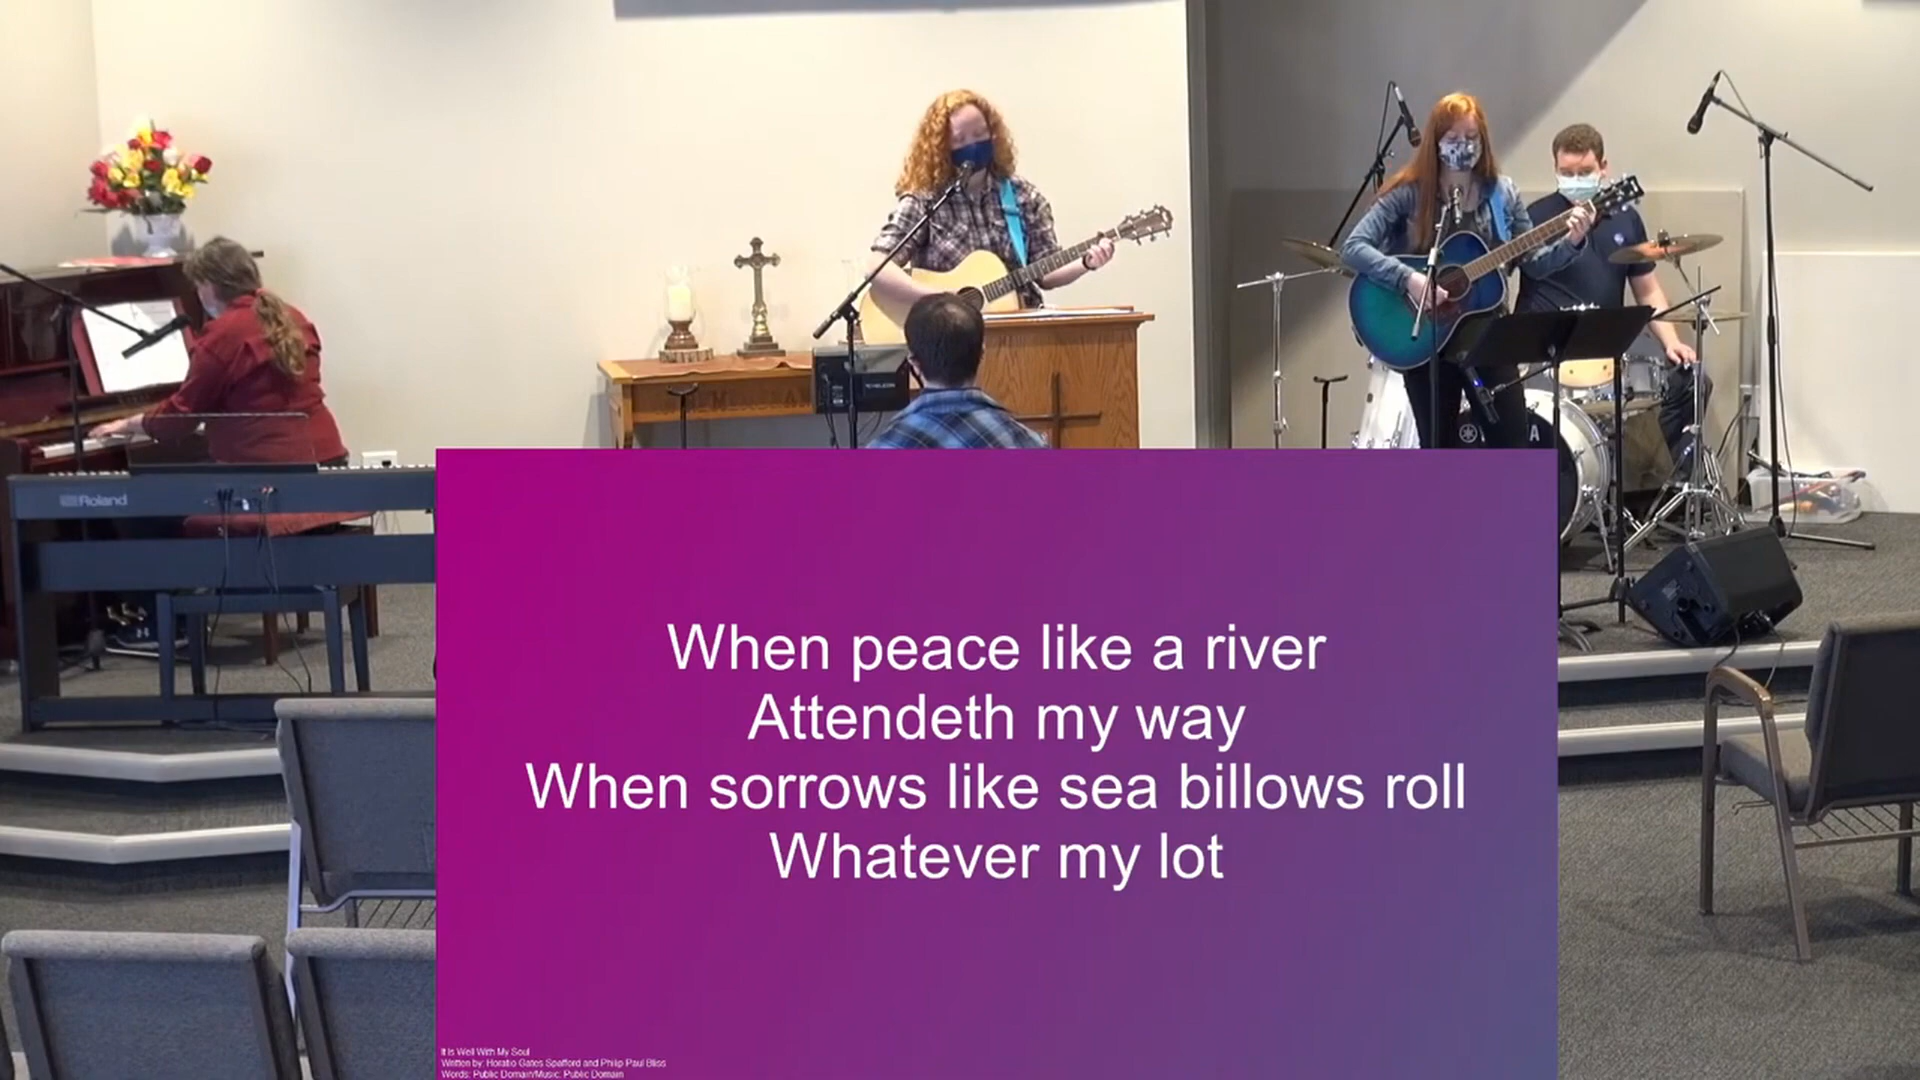 Roland
When peace like a river
Attendeth my way
When sorrows like sea billows roll
Whatever my lot
It Is Well With My Soul
Written by: Horatio Gates Spafford and Philip Paul Bliss
Words: Public Domain/Music: Public Domain